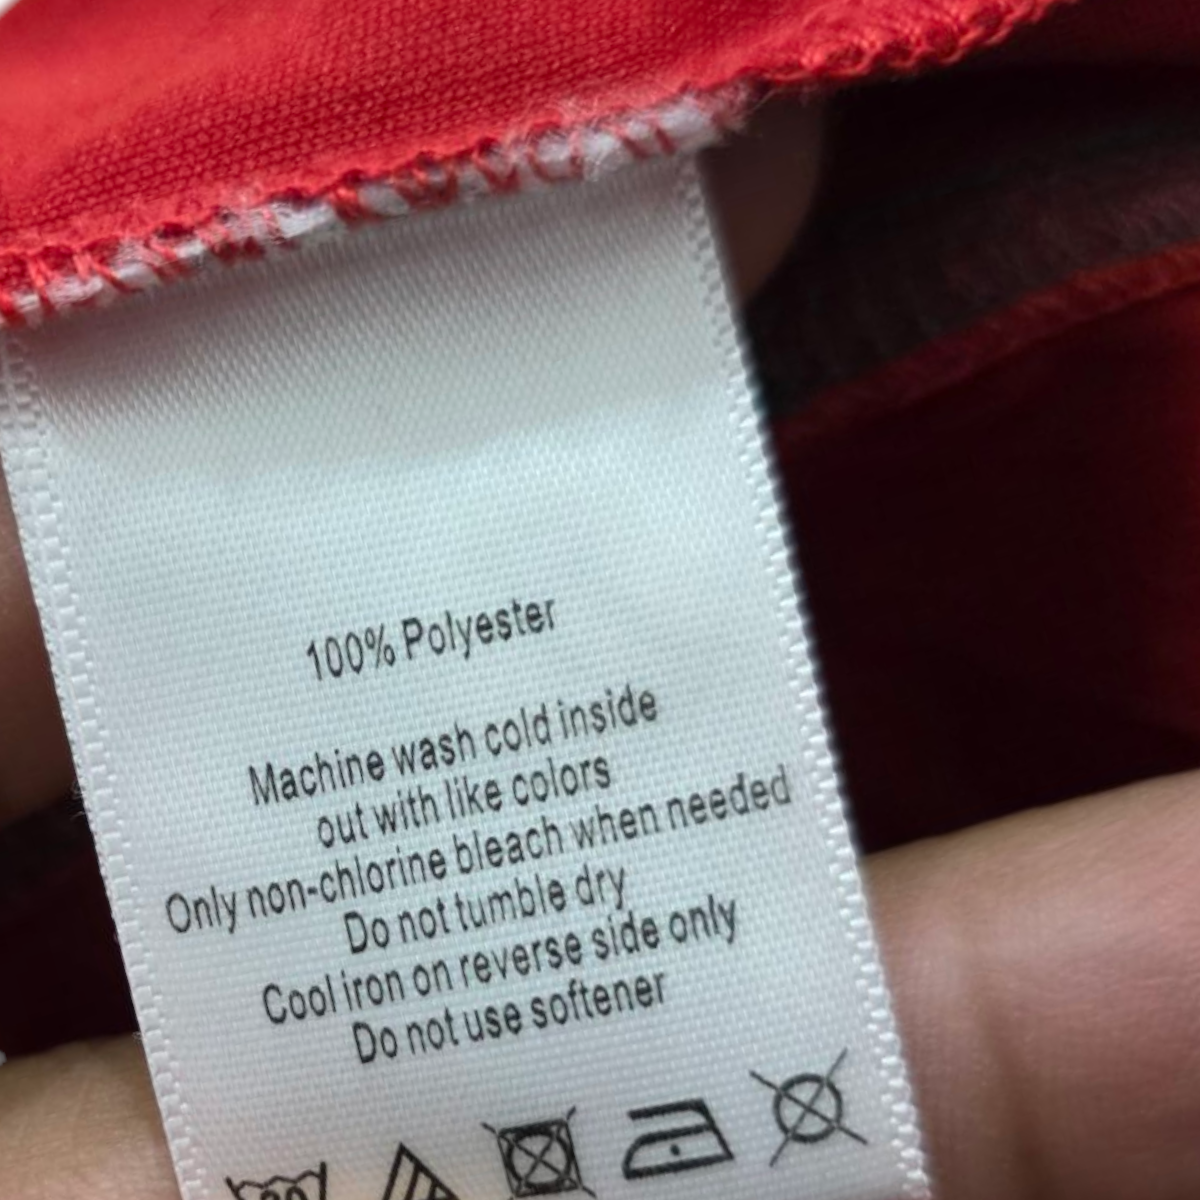 100% Polyester
Machine wash cold inside
out with like colors
Only non-chlorine bleach when needed
Do not tumble dry
Cool iron on reverse side only
Do not use softener
30